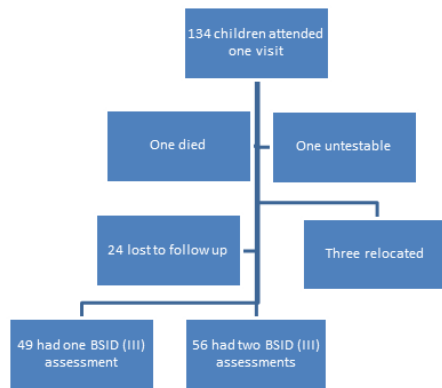 134 children attended
one visit
One died
One untestable
24 lost to follow up
Three relocated
49 had one BSID (III)
assessment
56 had two BSID (III)
assessments